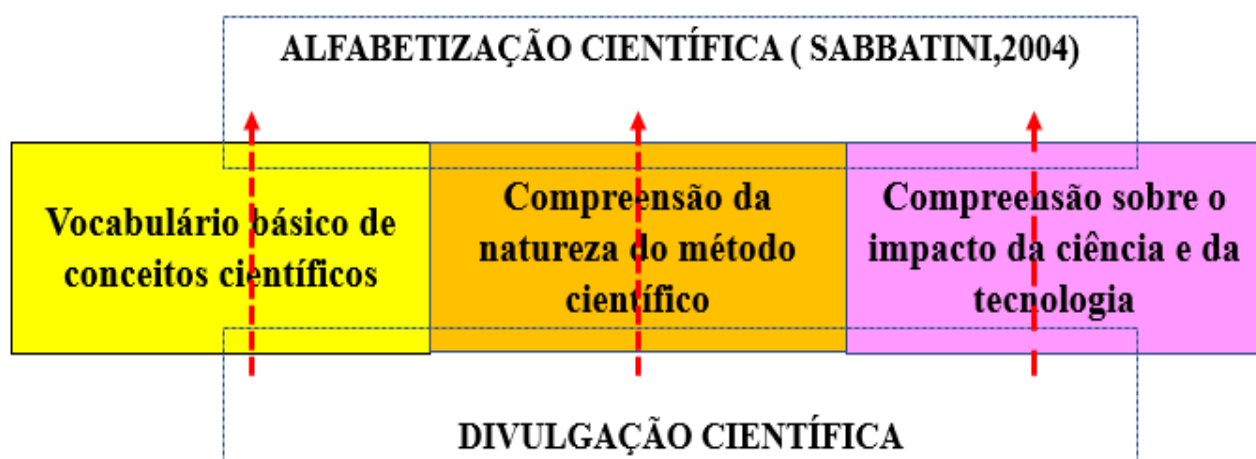 ALFABETIZAÇÃO CIENTÍFICA ( SABBATINI,2004)
Vocabulário básico de
conceitos científicos
Compreensão da
natureza do método
científico
Compreensão sobre o
impacto da ciência e da
tecnologia
DIVULGAÇÃO CIENTÍFICA